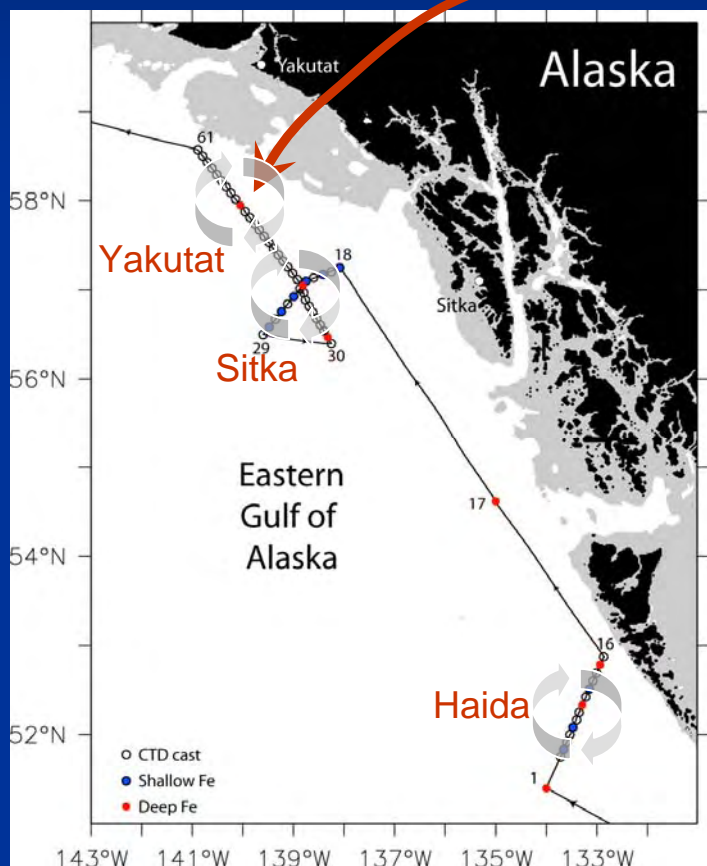 Yakutat
Alaska
61
58°N
Yakutat
18
Sitka
29
30
Sitka
56°N
Eastern
Gulf of
Alaska
17
54°N
16
Haida
52°N
CTD cast
Shallow Fe
Deep Fe
1
143°W
141°W
139°W
137°W
135°W
133°W